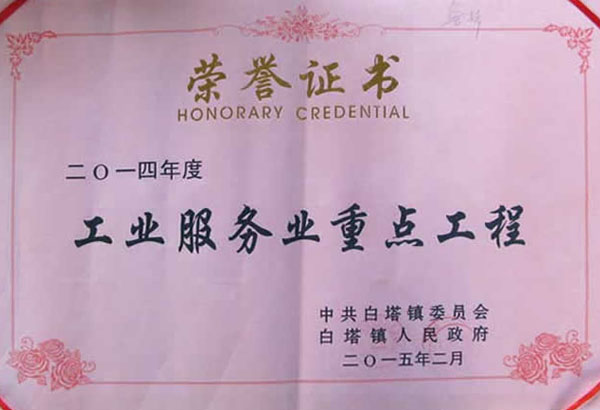 荣誉证书
HONORARY CREDENTIAL
二〇一四年度
工业服务业重点工程
中共白塔镇委员会
白塔镇人民政府
二〇一五年二月